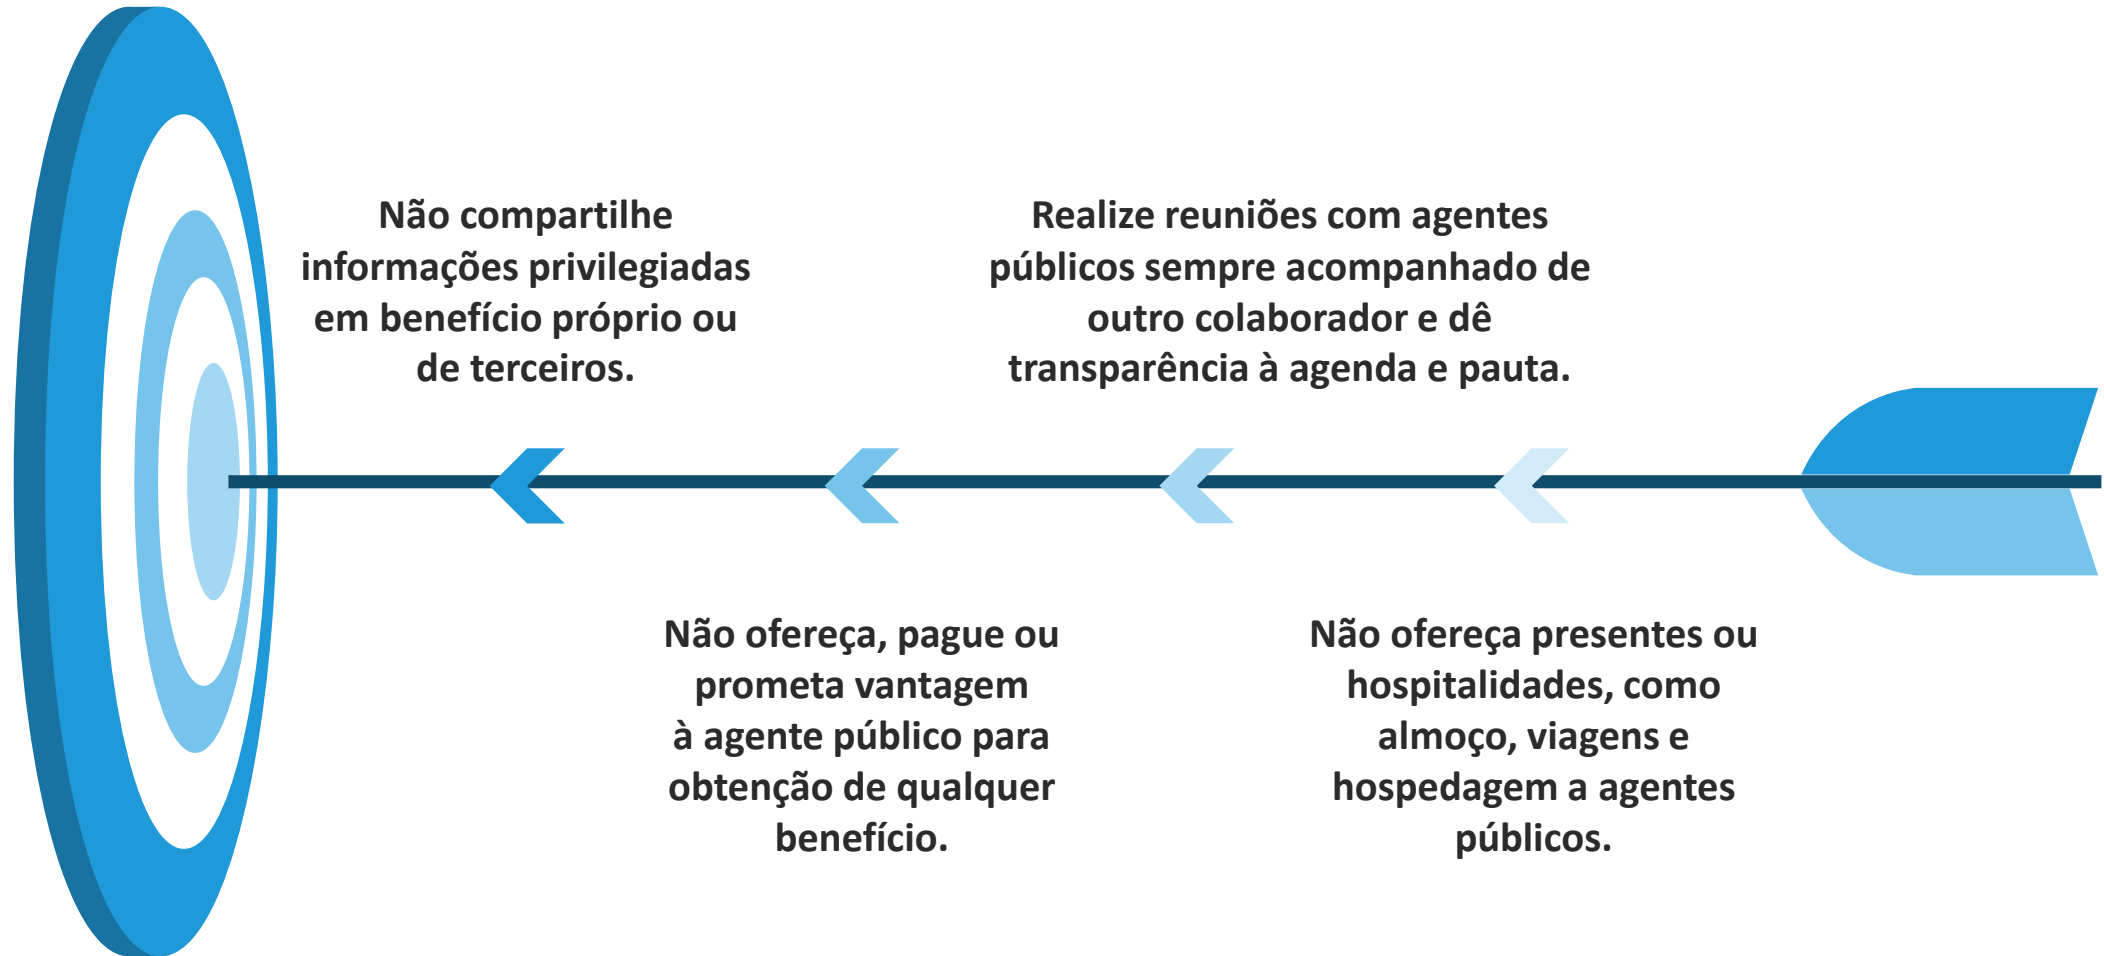 Não compartilhe
informações privilegiadas
em benefício próprio ou
de terceiros.
Realize reuniões com agentes
públicos sempre acompanhado de
outro colaborador e dê
transparência à agenda e pauta.
Não ofereça, pague ou
prometa vantagem
à agente público para
obtenção de qualquer
benefício.
Não ofereça presentes ou
hospitalidades, como
almoço, viagens e
hospedagem a agentes
públicos.